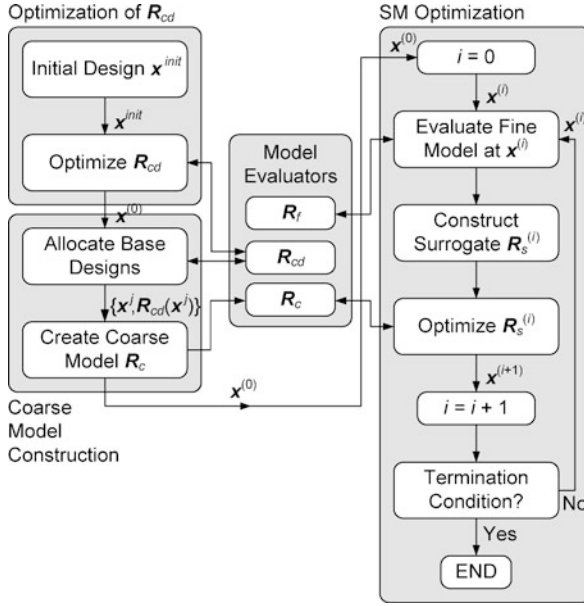 Optimization of R_cd
Initial Design x^init
x^init
Optimize R_cd
x^(0)
Allocate Base
Designs
{x^j,R_cd(x^j)}
Create Coarse
Model R_c
Coarse
Model
Construction
x^(0)
Model
Evaluators
R_f
R_cd
R_c
SM Optimization
x^(0)
i = 0
x^(i)
Evaluate Fine
Model at x^(i)
x^(i)
Construct
Surrogate R_s^(i)
Optimize R_s^(i)
x^(i+1)
i = i + 1
Termination
Condition?
No
Yes
END